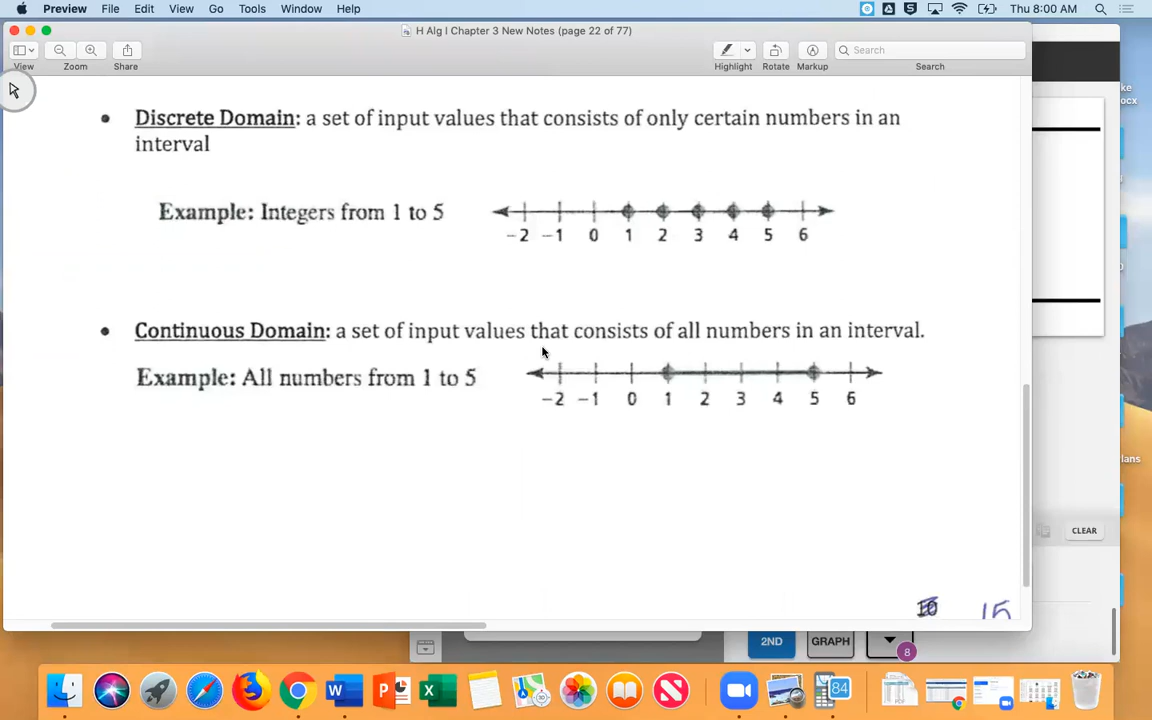 Preview File Edit View Go Tools Window Help Thu 8:00 AM
H Alg I Chapter 3 New Notes (page 22 of 77)
Search
View Zoom Share Highlight Rotate Markup Search
• Discrete Domain: a set of input values that consists of only certain numbers in an
interval
Example: Integers from 1 to 5
-2 -1 0 1 2 3 4 5 6
• Continuous Domain: a set of input values that consists of all numbers in an interval.
Example: All numbers from 1 to 5
-2 -1 0 1 2 3 4 5 6
ocx
CLEAR
15
2ND GRAPH
8
84